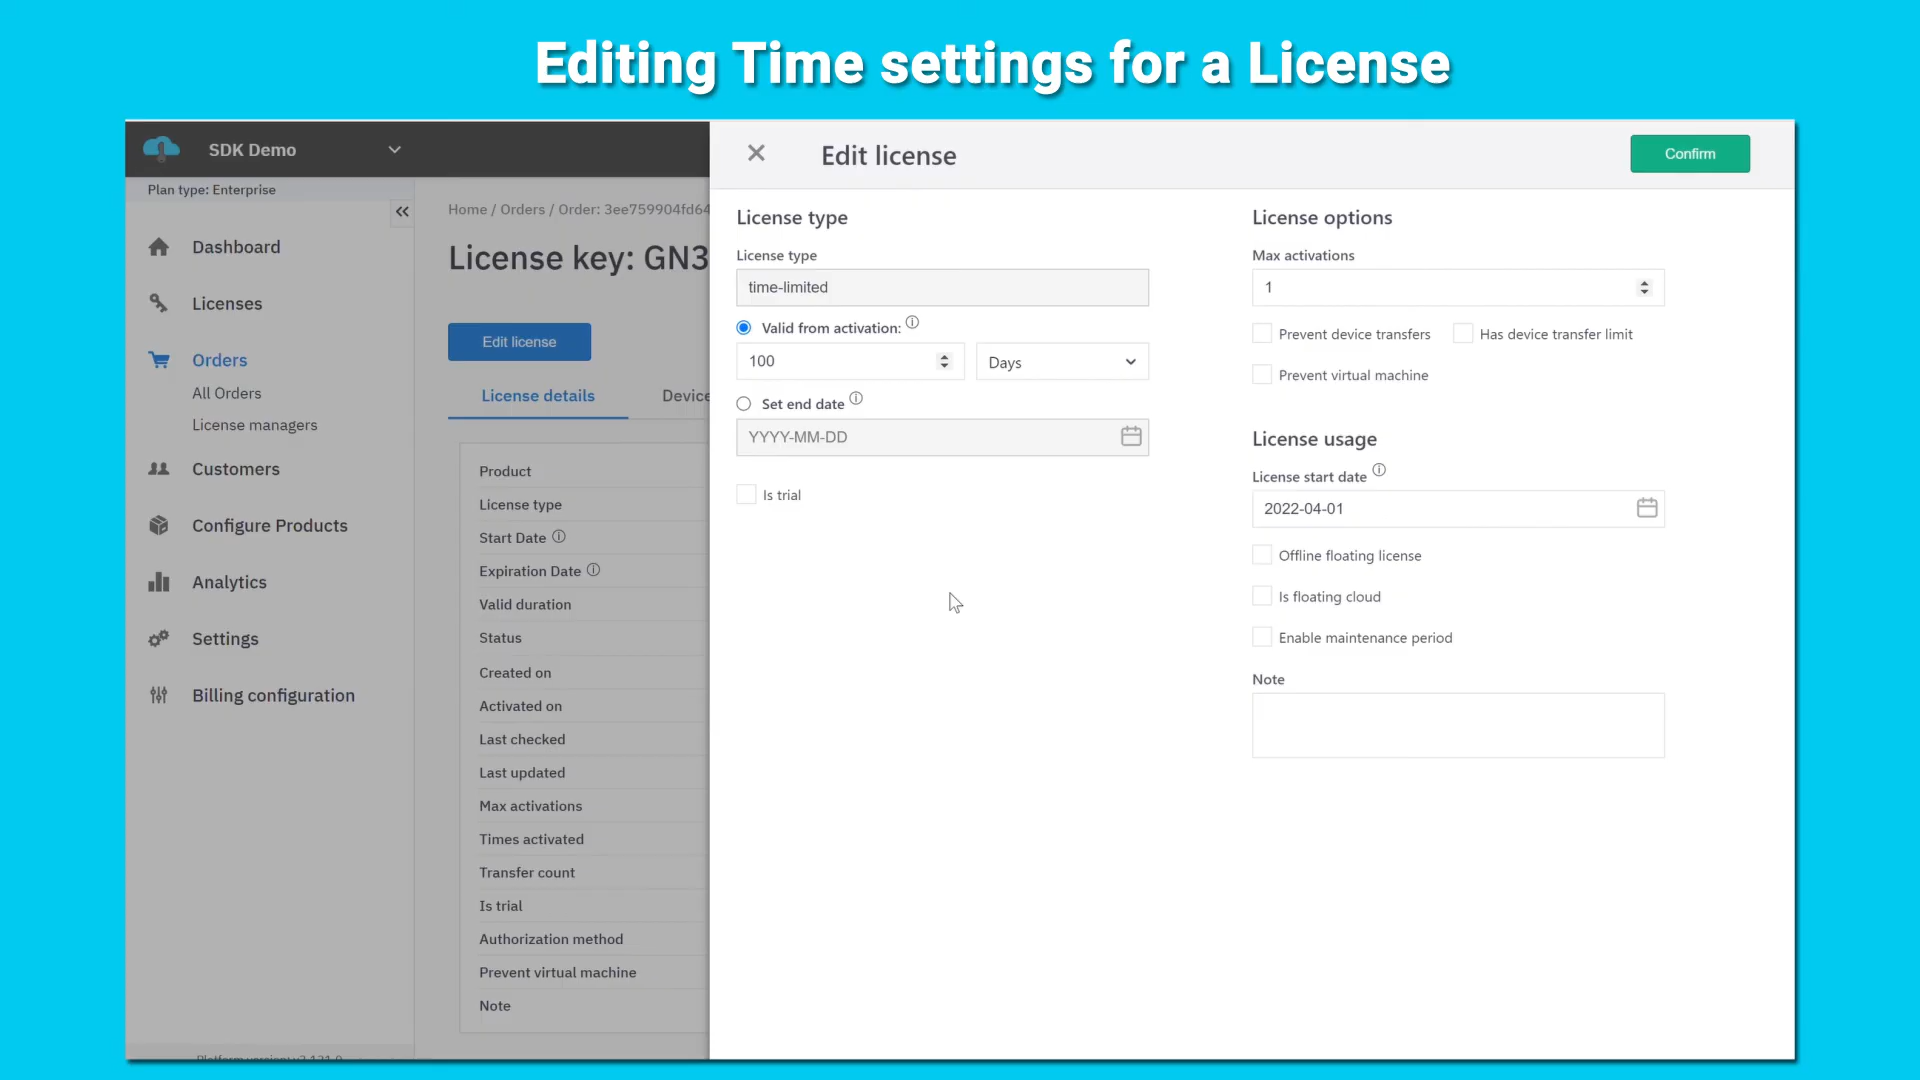 Editing Time settings for a License
SDK Demo
Plan type: Enterprise
Dashboard
Licenses
Orders
All Orders
License managers
Customers
Configure Products
Analytics
Settings
Billing configuration
Home / Orders / Order: 3ee759904fd64
License key: GN3
Edit license
License details
Device
Product
License type
Start Date
Expiration Date
Valid duration
Status
Created on
Activated on
Last checked
Last updated
Max activations
Times activated
Transfer count
Is trial
Authorization method
Prevent virtual machine
Note
Edit license
Confirm
License type
License type
time-limited
Valid from activation:
100
Days
Set end date
YYYY-MM-DD
Is trial
License options
Max activations
1
Prevent device transfers
Has device transfer limit
Prevent virtual machine
License usage
License start date
2022-04-01
Offline floating license
Is floating cloud
Enable maintenance period
Note